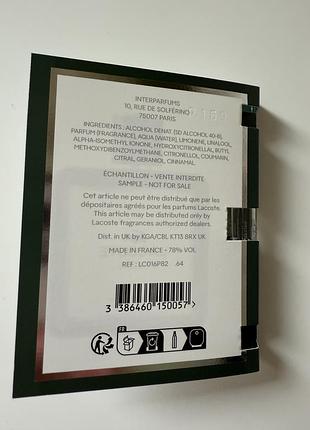 INTERPARFUMS
10, RUE DE SOLFÉRINO
75007 PARIS
INGREDIENTS : ALCOHOL DENAT. (SD ALCOHOL 40-B),
PARFUM (FRAGRANCE), AQUA (WATER), LIMONENE, LINALOOL,
ALPHA-ISOMETHYL IONONE, HYDROXYCITRONELLAL, BUTYL
METHOXYDIBENZOYLMETHANE, CITRONELLOL, COUMARIN,
CITRAL, GERANIOL, CINNAMAL.
ÉCHANTILLON - VENTE INTERDITE
SAMPLE - NOT FOR SALE
Cet article ne peut être distribué que par les
dépositaires agréés pour les parfums Lacoste.
This article may be distributed only by
Lacoste fragrances authorized dealers.
Dist. in UK by KGA/CBL KT13 8RX UK
MADE IN FRANCE - 78% VOL
REF : LC016P82 .64
3 386460 150057 >
FR